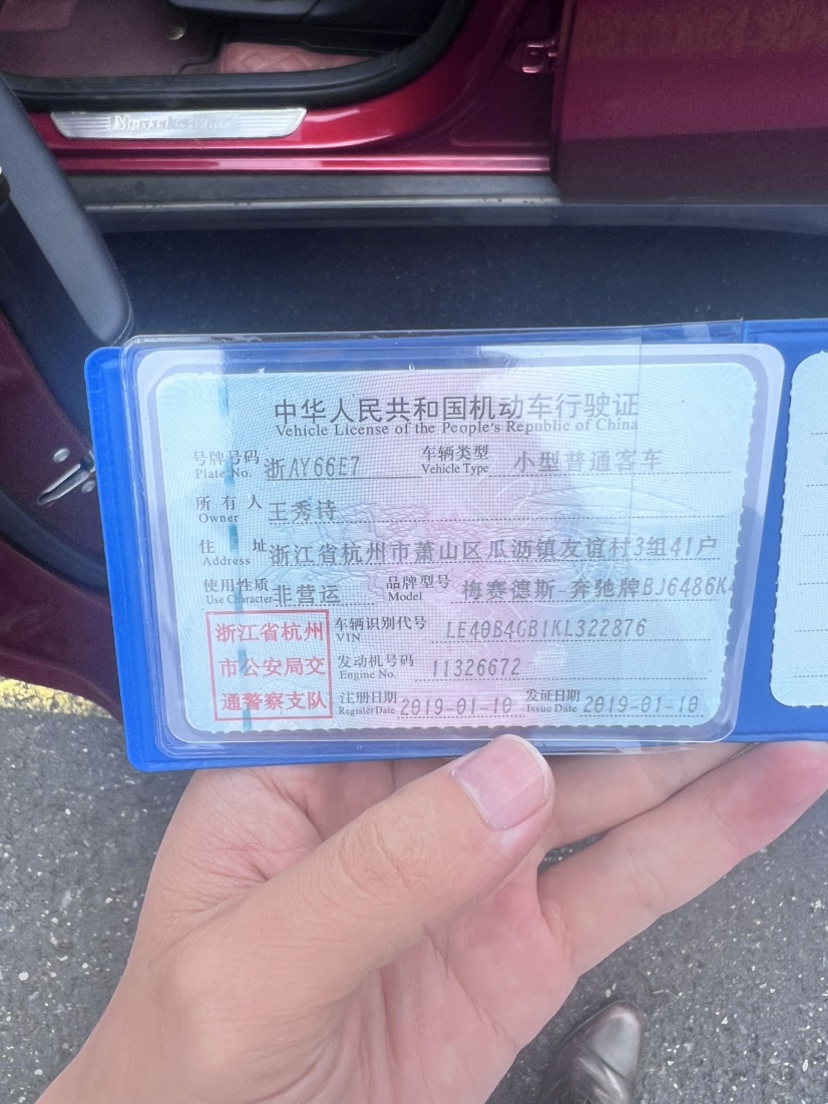 中华人民共和国机动车行驶证
Vehicle License of the People's Republic of China
号牌号码 浙AY66E7 车辆类型 小型普通客车
Plate No. Vehicle Type
所有人 王秀诗
Owner
住址 浙江省杭州市萧山区瓜沥镇友谊村3组41户
Address
使用性质 非营运 品牌型号 梅赛德斯-奔驰牌BJ6486K
Use Character Model
浙江省杭州
市公安局交
通警察支队
车辆识别代号 LE40B4GB1KL322876
VIN
发动机号码 11326672
Engine No.
注册日期 2019-01-10 发证日期 2019-01-10
Register Date Issue Date